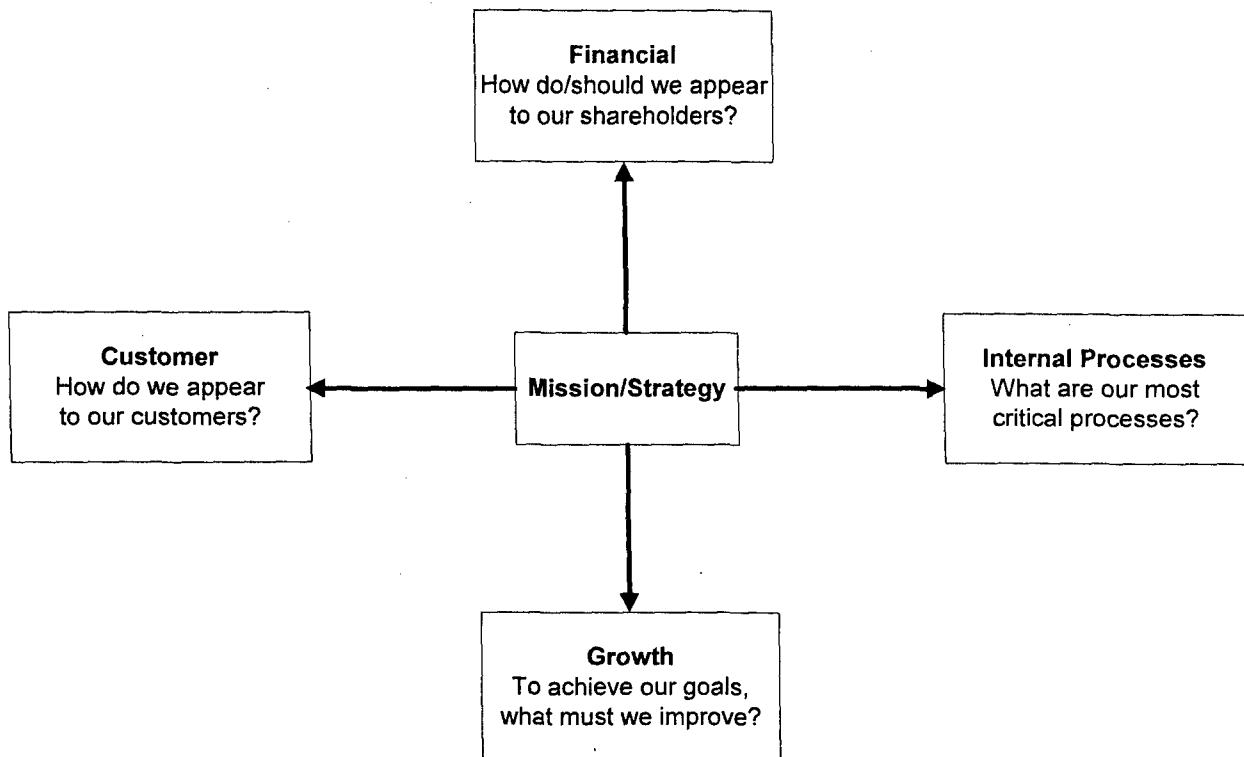 Financial
How do/should we appear
to our shareholders?
Customer
How do we appear
to our customers?
Mission/Strategy
Internal Processes
What are our most
critical processes?
Growth
To achieve our goals,
what must we improve?